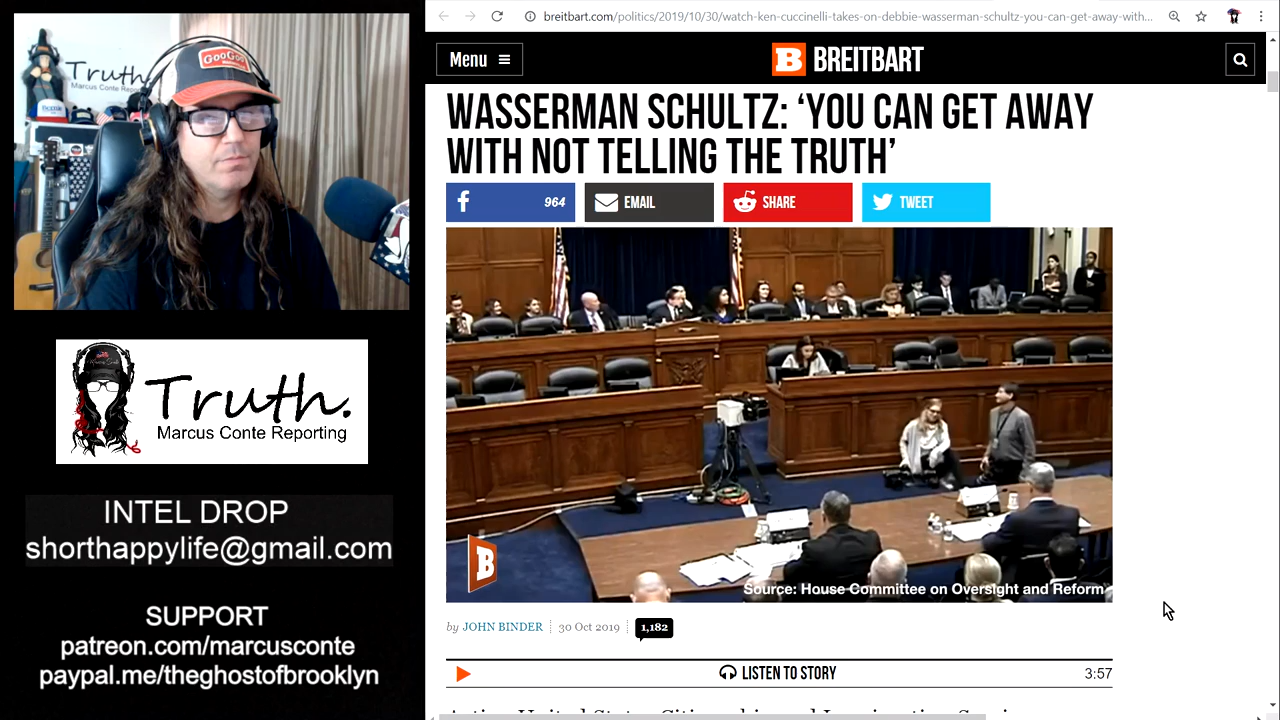 GOOGOO
Truth.
Marcus Conte Repor
Truth.
Marcus Conte Reporting
INTEL DROP
shorthappylife@gmail.com
SUPPORT
patreon.com/marcusconte
paypal.me/theghostofbrooklyn
breitbart.com/politics/2019/10/30/watch-ken-cuccinelli-takes-on-debbie-wasserman-schultz-you-can-get-away-with...
Menu
B BREITBART
WASSERMAN SCHULTZ: ‘YOU CAN GET AWAY
WITH NOT TELLING THE TRUTH’
964
EMAIL
SHARE
TWEET
B
Source: House Committee on Oversight and Reform
by JOHN BINDER 30 Oct 2019 1,182
LISTEN TO STORY 3:57